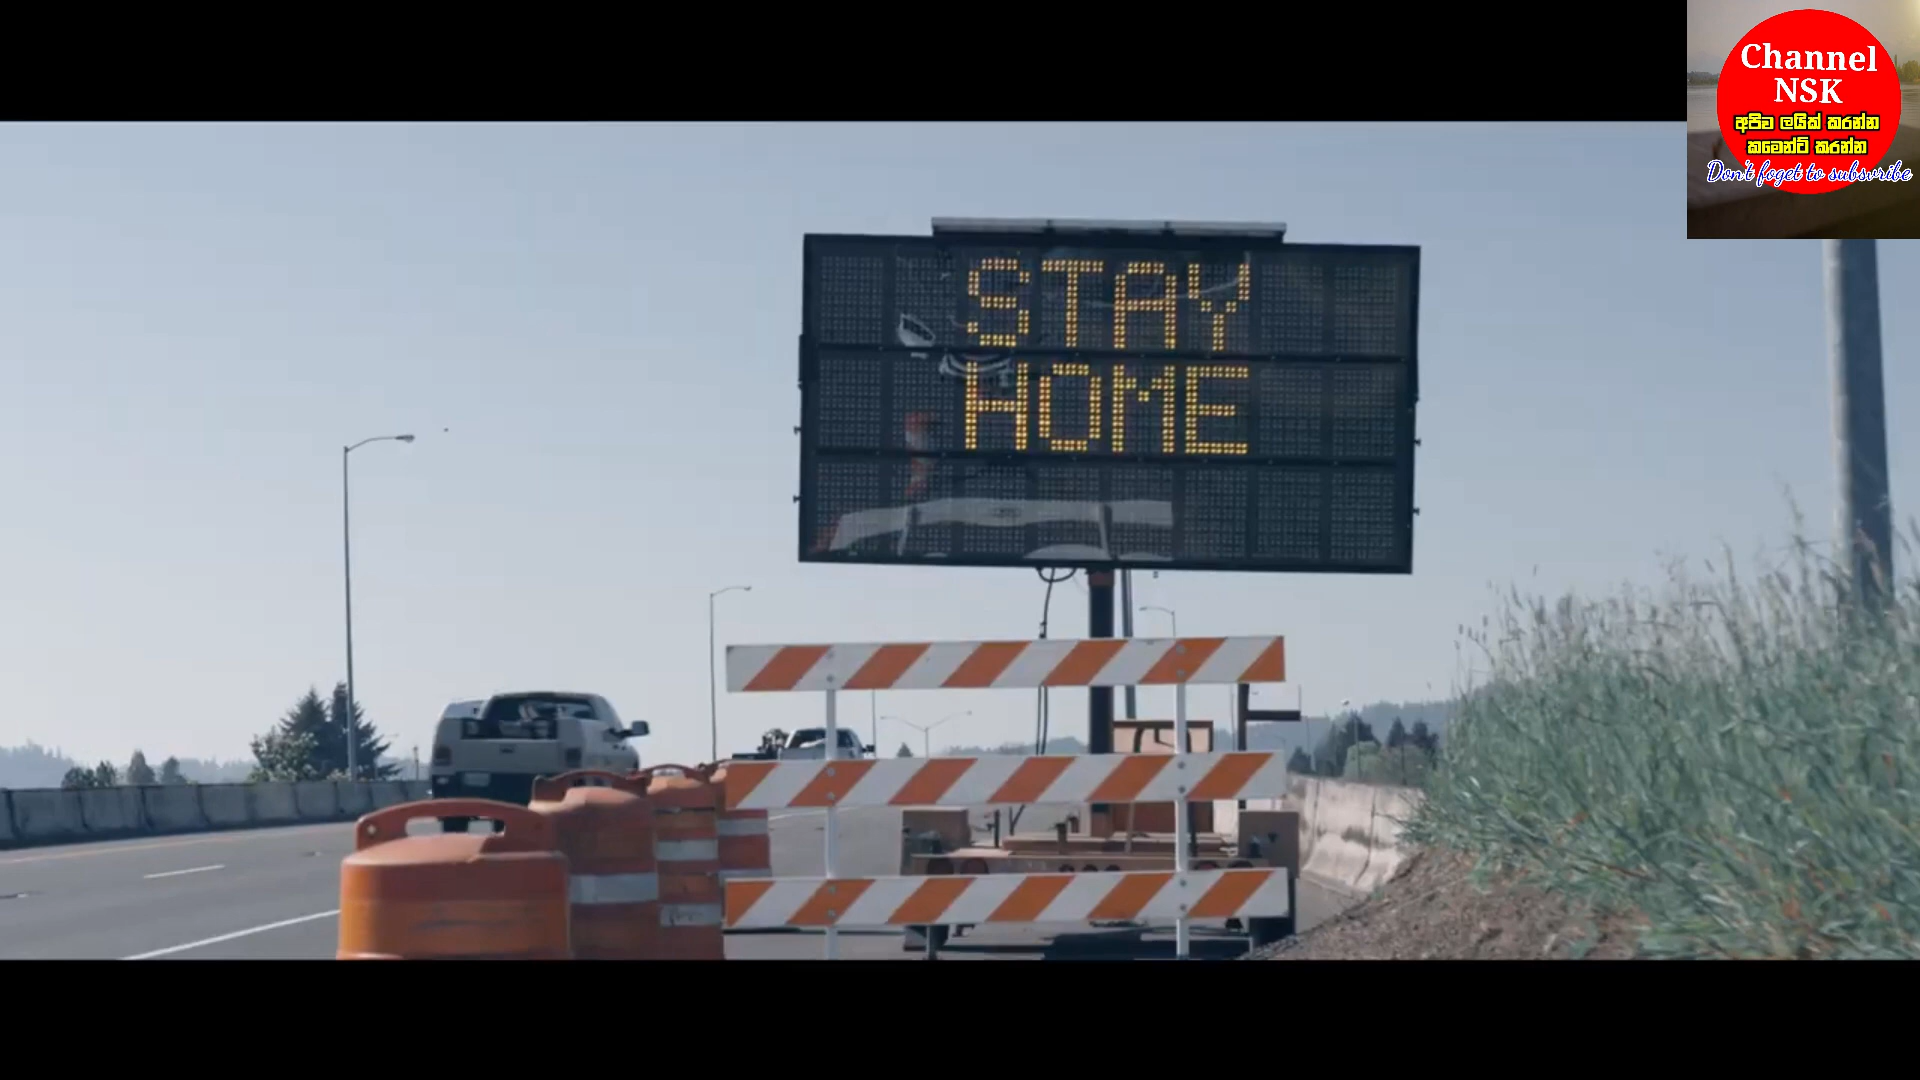 Channel
NSK
අපිව ලයික් කරන්න
කමෙන්ට් කරන්න
Don't foget to subsvribe
STAY
HOME